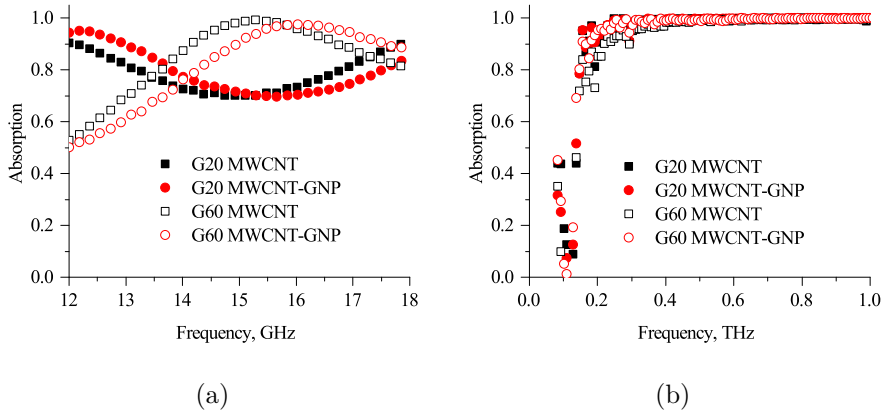 1.0
0.8
0.6
0.4
0.2
0.0
Absorption
G20 MWCNT
G20 MWCNT-GNP
G60 MWCNT
G60 MWCNT-GNP
12 13 14 15 16 17 18
Frequency, GHz
(a)
1.0
0.8
0.6
0.4
0.2
0.0
Absorption
G20 MWCNT
G20 MWCNT-GNP
G60 MWCNT
G60 MWCNT-GNP
0.0 0.2 0.4 0.6 0.8 1.0
Frequency, THz
(b)